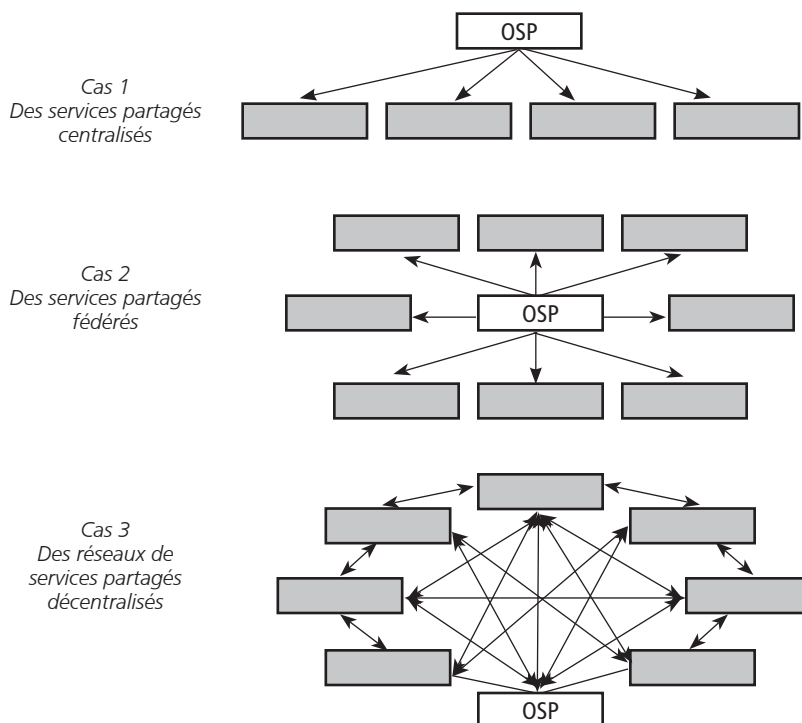 OSP
Cas 1
Des services partagés
centralisés
Cas 2
Des services partagés
fédérés
OSP
Cas 3
Des réseaux de
services partagés
décentralisés
OSP